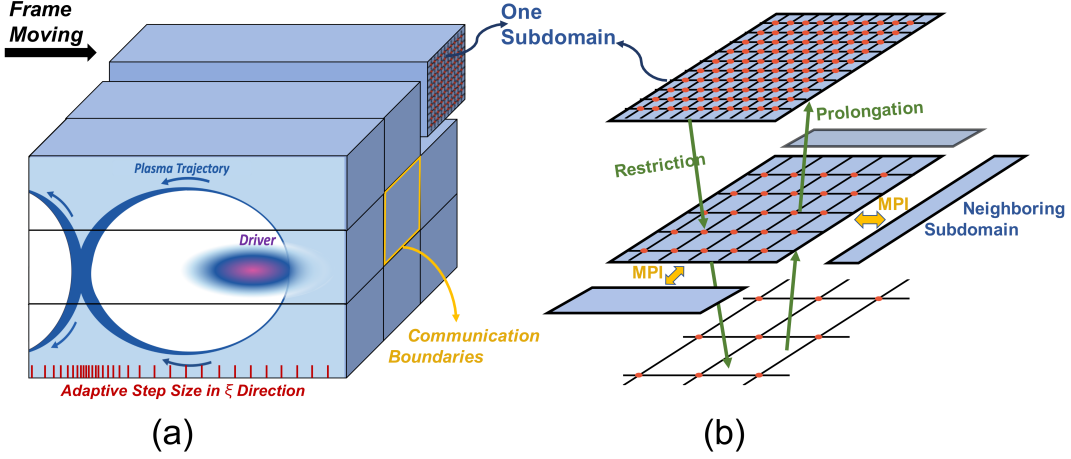 Frame
Moving
One
Subdomain
Plasma Trajectory
Driver
Communication
Boundaries
Adaptive Step Size in ξ Direction
(a)
Prolongation
Restriction
MPI
Neighboring
Subdomain
MPI
(b)